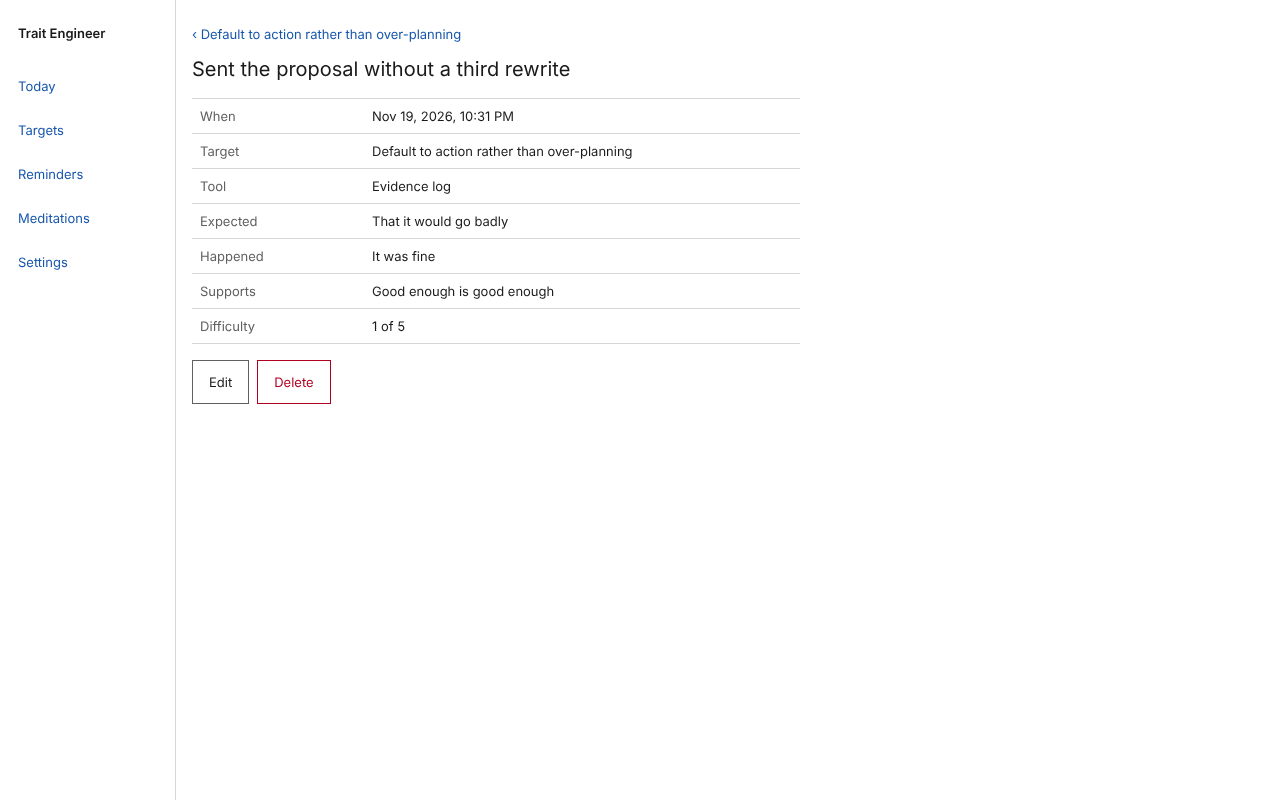 Trait Engineer
Today
Targets
Reminders
Meditations
Settings
‹ Default to action rather than over-planning
Sent the proposal without a third rewrite
When Nov 19, 2026, 10:31 PM
Target Default to action rather than over-planning
Tool Evidence log
Expected That it would go badly
Happened It was fine
Supports Good enough is good enough
Difficulty 1 of 5
Edit Delete